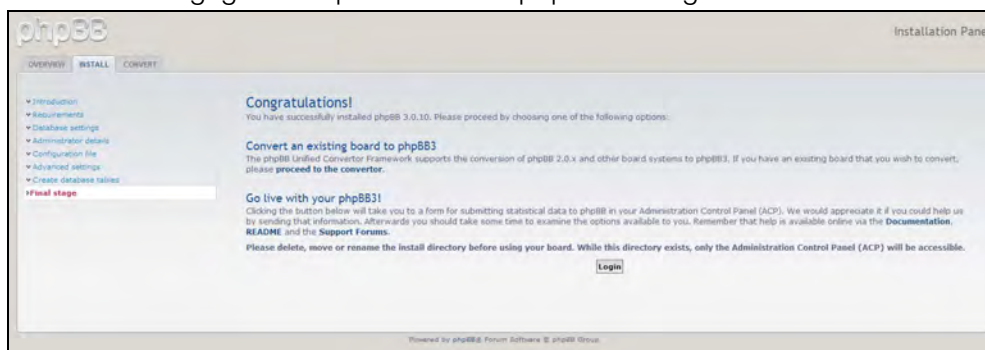 phpBB
Installation Pane
OVERVIEW INSTALL CONVERT
Introduction
Requirements
Database settings
Administrator details
Configuration file
Advanced settings
Create database tables
Final stage
Congratulations!
You have successfully installed phpBB 3.0.10. Please proceed by choosing one of the following options:
Convert an existing board to phpBB3
The phpBB Unified Convertor Framework supports the conversion of phpBB 2.0.x and other board systems to phpBB3. If you have an existing board that you wish to convert,
please proceed to the convertor.
Go live with your phpBB3!
Clicking the button below will take you to a form for submitting statistical data to phpBB in your Administration Control Panel (ACP). We would appreciate it if you could help us
by sending that information. Afterwards you should take some time to examine the options available to you. Remember that help is available online via the Documentation,
README and the Support Forums.
Please delete, move or rename the install directory before using your board. While this directory exists, only the Administration Control Panel (ACP) will be accessible.
Login
Powered by phpBB® Forum Software © phpBB Group